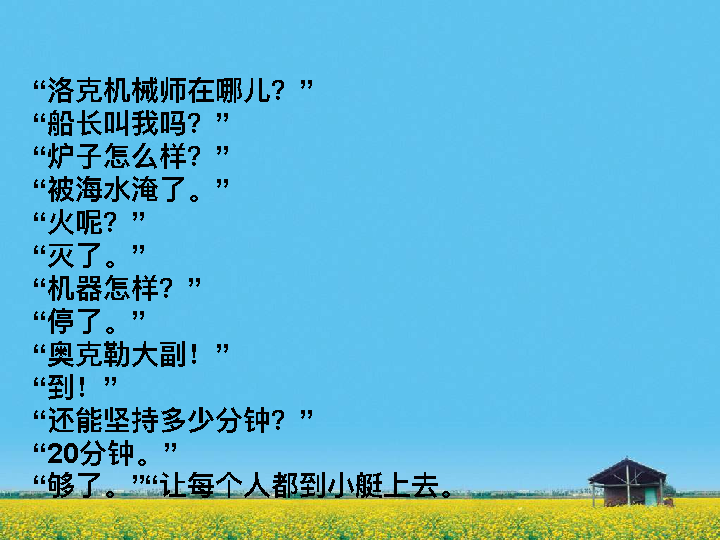 “洛克机械师在哪儿？”
“船长叫我吗？”
“炉子怎么样？”
“被海水淹了。”
“火呢？”
“灭了。”
“机器怎样？”
“停了。”
“奥克勒大副！”
“到！”
“还能坚持多少分钟？”
“20分钟。”
“够了。”“让每个人都到小艇上去。